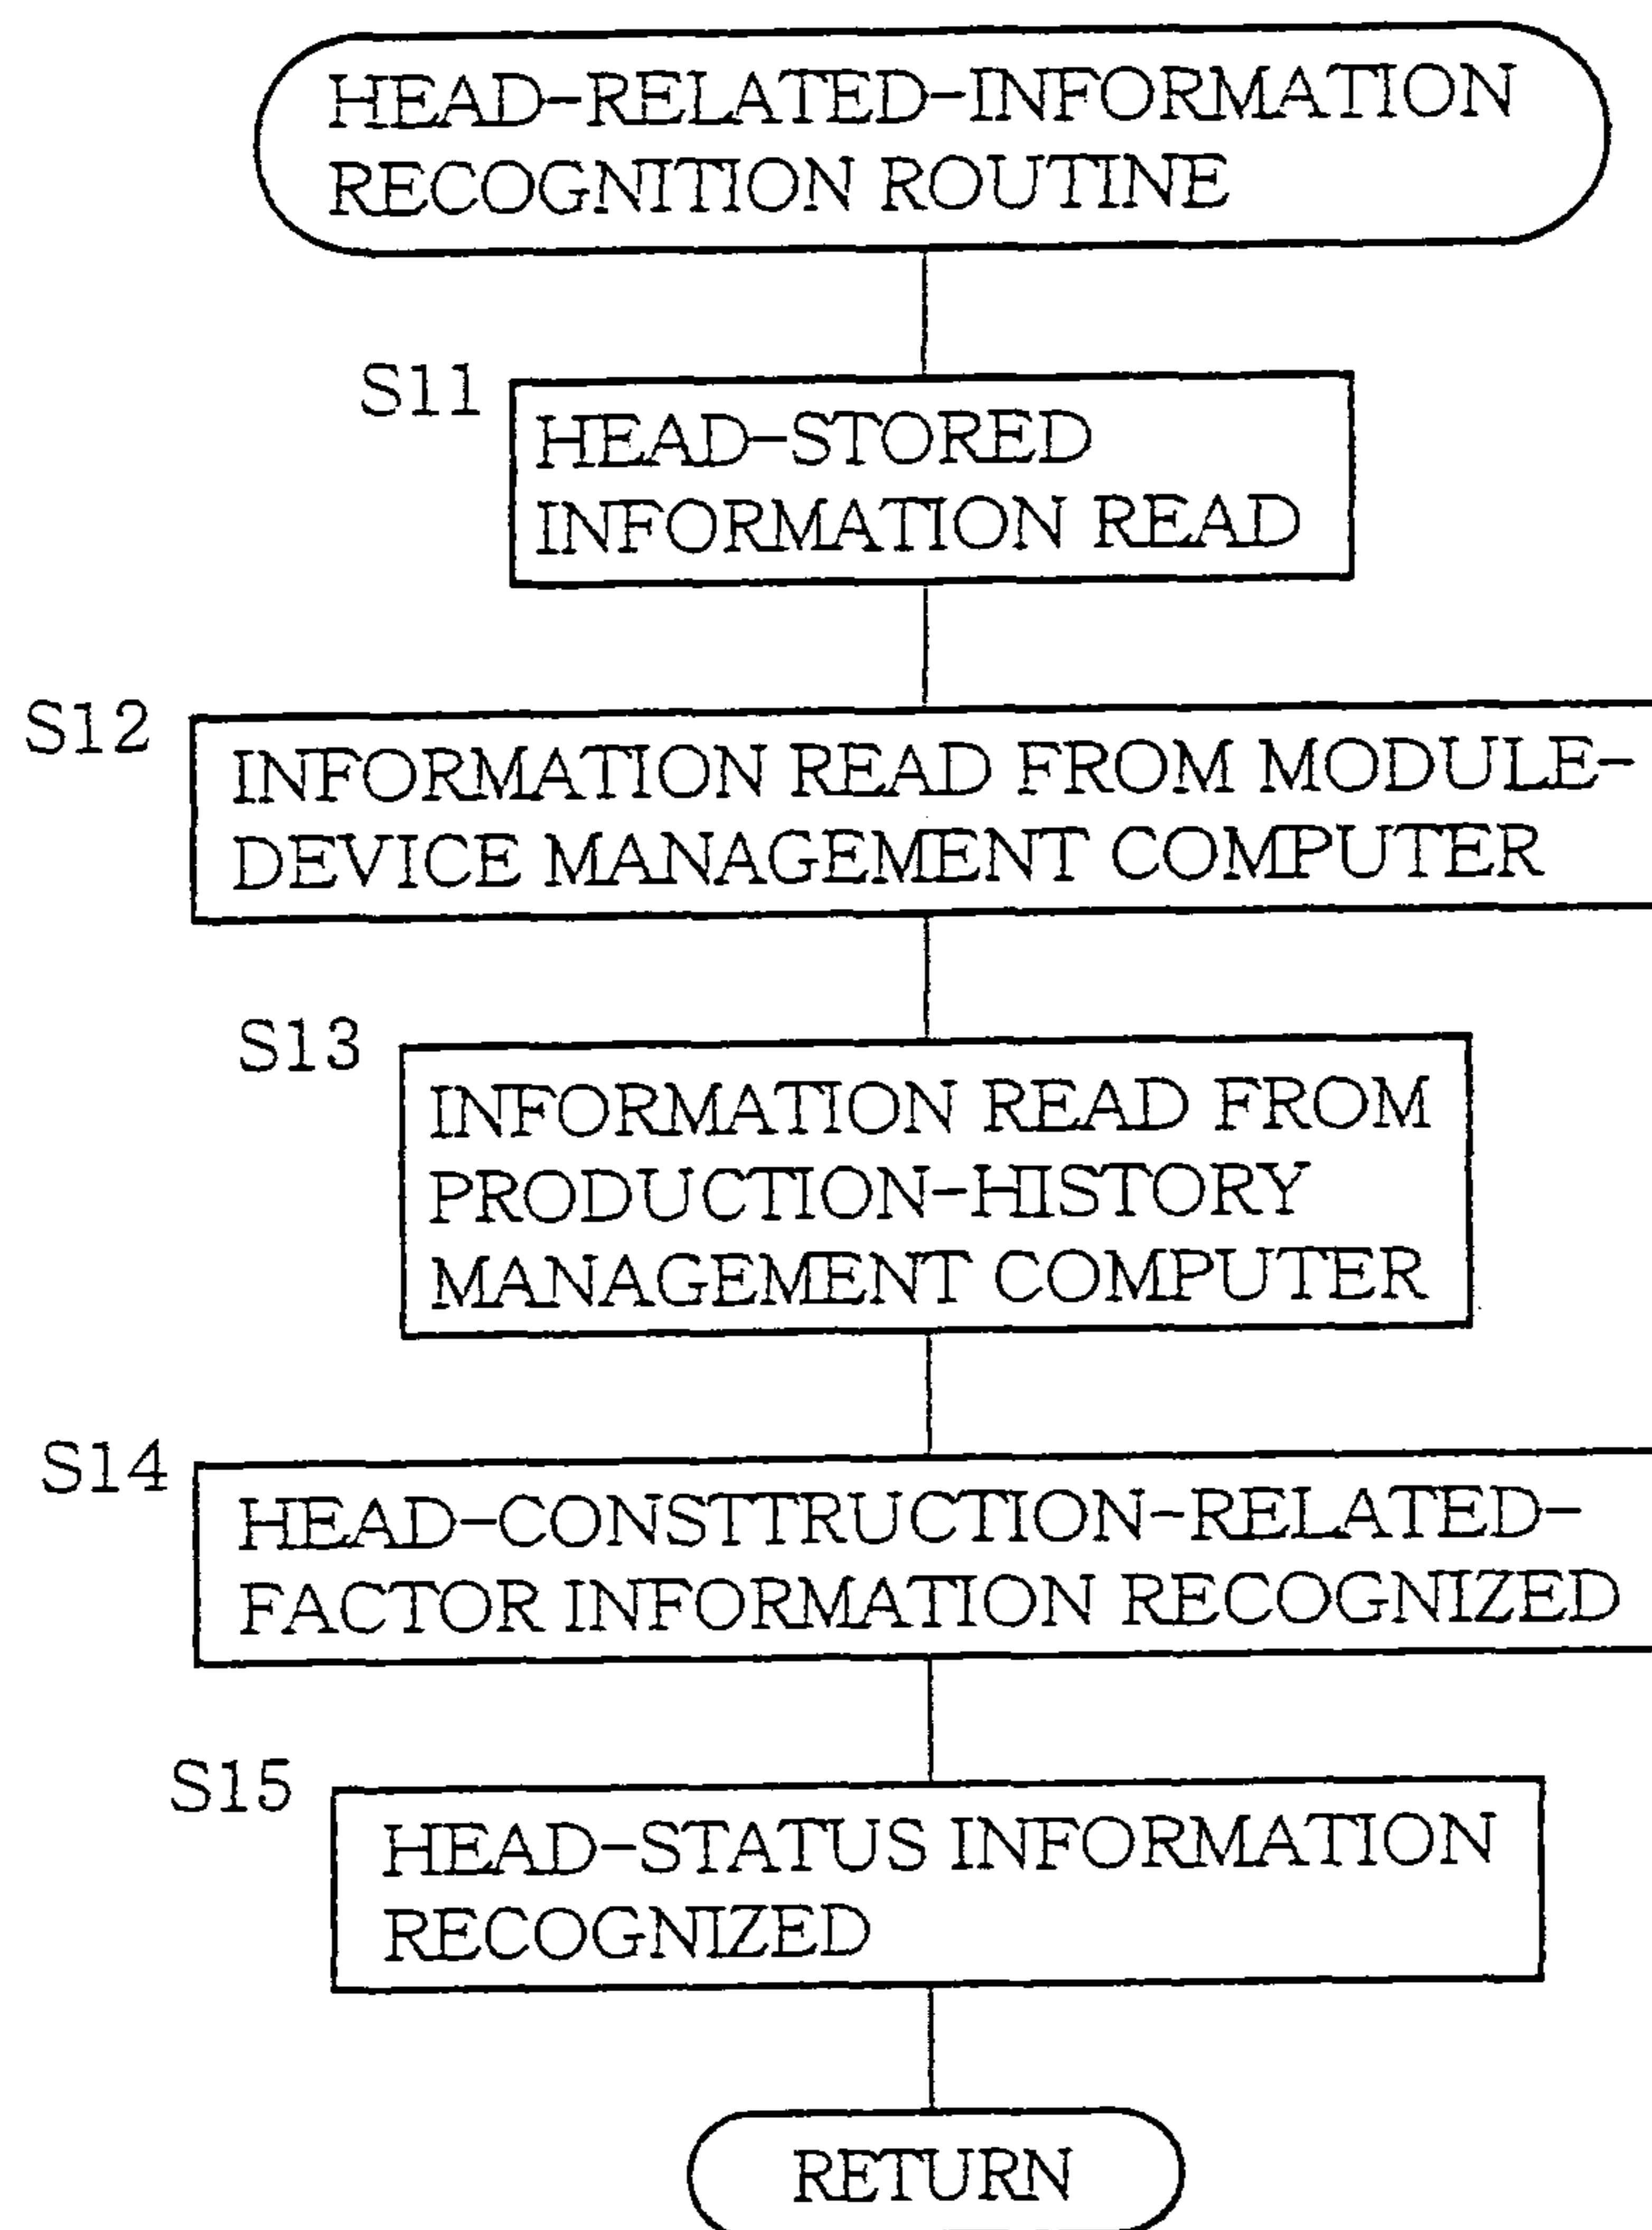 HEAD-RELATED-INFORMATION
RECOGNITION ROUTINE
S11
HEAD-STORED
INFORMATION READ
S12
INFORMATION READ FROM MODULE-
DEVICE MANAGEMENT COMPUTER
S13
INFORMATION READ FROM
PRODUCTION-HISTORY
MANAGEMENT COMPUTER
S14
HEAD-CONSTTRUCTION-RELATED-
FACTOR INFORMATION RECOGNIZED
S15
HEAD-STATUS INFORMATION
RECOGNIZED
RETURN